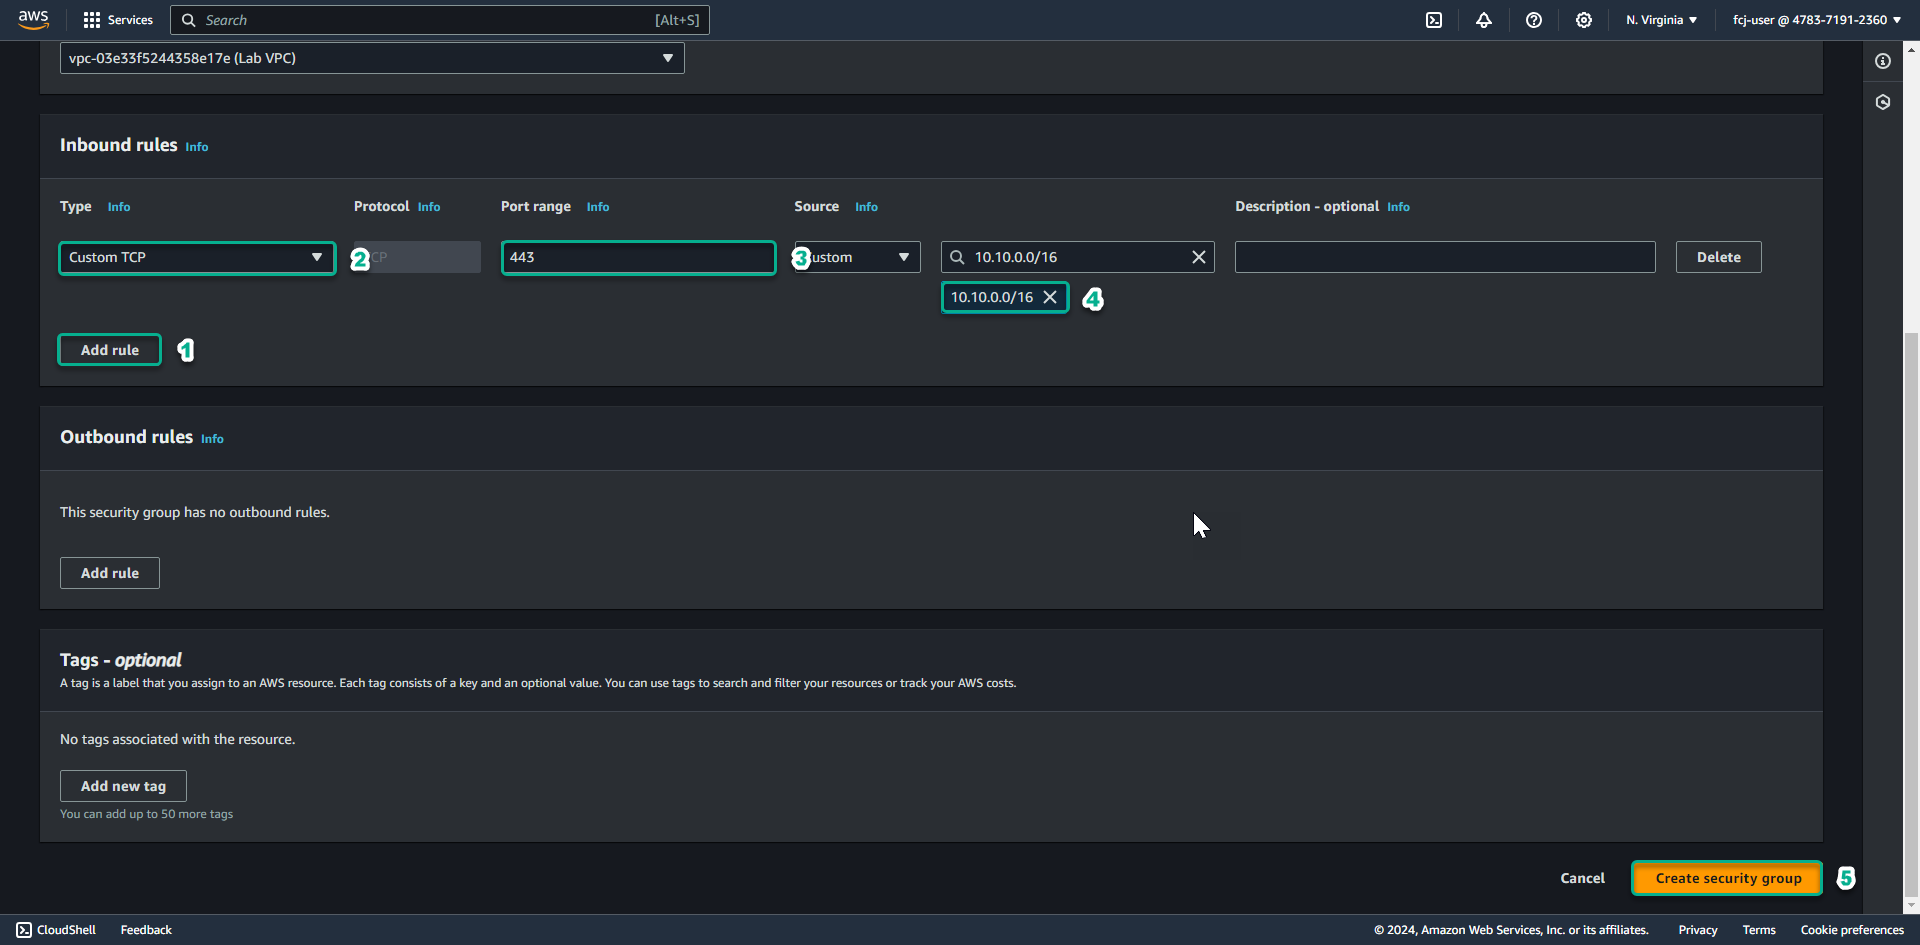 aws
Services
Search
[Alt+S]
N. Virginia
fcj-user @ 4783-7191-2360
vpc-03e33f5244358e17e (Lab VPC)
Inbound rules Info
Type Info
Protocol Info
Port range Info
Source Info
Description - optional Info
Custom TCP
2
CP
443
3
ustom
10.10.0.0/16
Delete
10.10.0.0/16
4
Add rule
1
Outbound rules Info
This security group has no outbound rules.
Add rule
Tags - optional
A tag is a label that you assign to an AWS resource. Each tag consists of a key and an optional value. You can use tags to search and filter your resources or track your AWS costs.
No tags associated with the resource.
Add new tag
You can add up to 50 more tags
Cancel
Create security group
5
CloudShell
Feedback
© 2024, Amazon Web Services, Inc. or its affiliates.
Privacy
Terms
Cookie preferences